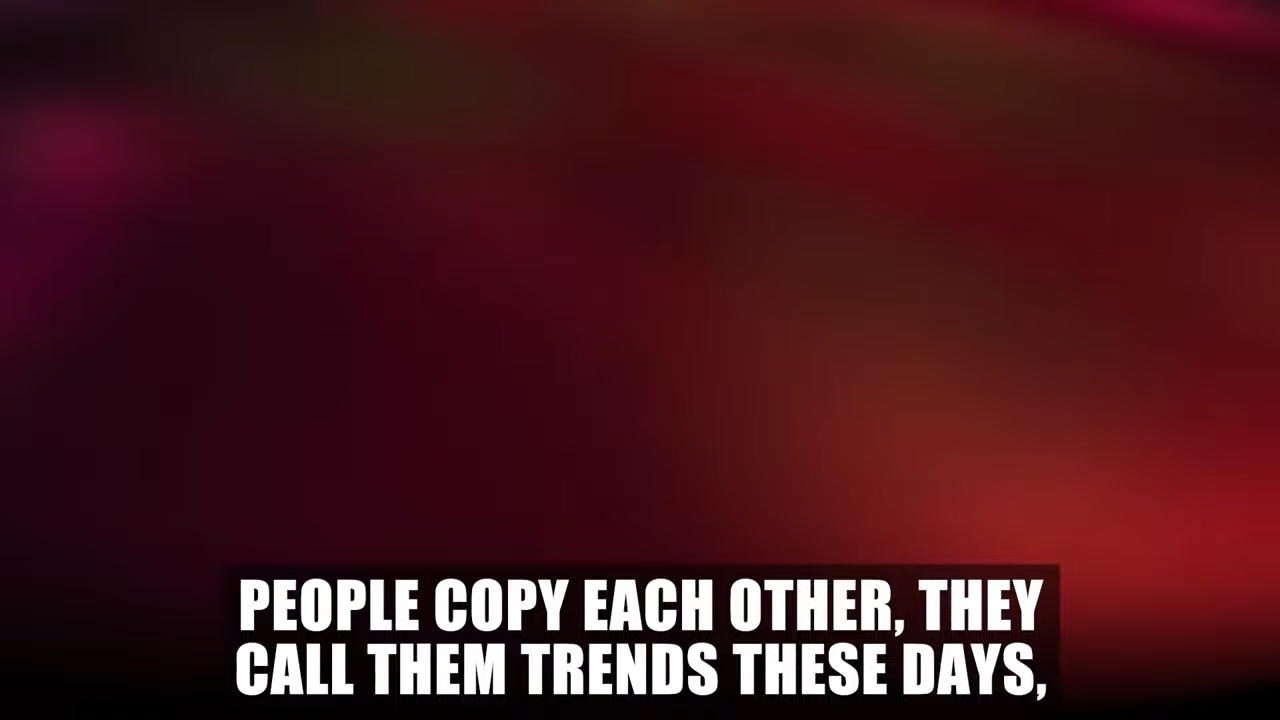 PEOPLE COPY EACH OTHER, THEY
CALL THEM TRENDS THESE DAYS,